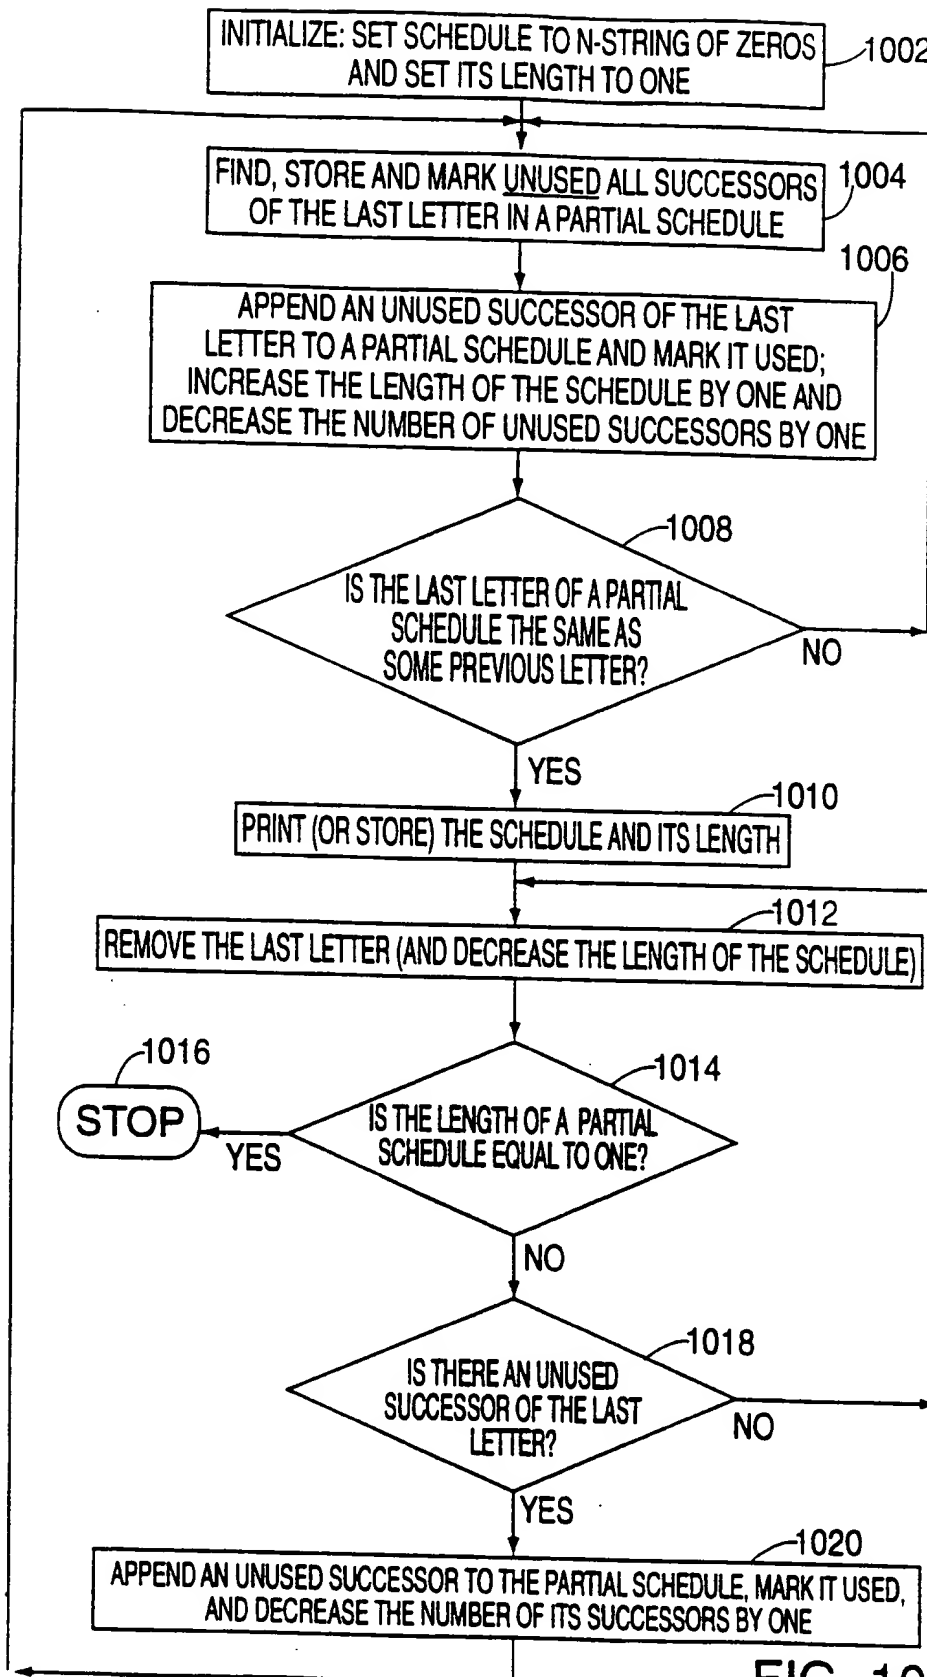 INITIALIZE: SET SCHEDULE TO N-STRING OF ZEROS
AND SET ITS LENGTH TO ONE
1002
FIND, STORE AND MARK UNUSED ALL SUCCESSORS
OF THE LAST LETTER IN A PARTIAL SCHEDULE
1004
1006
APPEND AN UNUSED SUCCESSOR OF THE LAST
LETTER TO A PARTIAL SCHEDULE AND MARK IT USED;
INCREASE THE LENGTH OF THE SCHEDULE BY ONE AND
DECREASE THE NUMBER OF UNUSED SUCCESSORS BY ONE
1008
IS THE LAST LETTER OF A PARTIAL
SCHEDULE THE SAME AS
SOME PREVIOUS LETTER?
NO
YES
1010
PRINT (OR STORE) THE SCHEDULE AND ITS LENGTH
1012
REMOVE THE LAST LETTER (AND DECREASE THE LENGTH OF THE SCHEDULE)
1016
STOP
YES
1014
IS THE LENGTH OF A PARTIAL
SCHEDULE EQUAL TO ONE?
NO
1018
IS THERE AN UNUSED
SUCCESSOR OF THE LAST
LETTER?
NO
YES
1020
APPEND AN UNUSED SUCCESSOR TO THE PARTIAL SCHEDULE, MARK IT USED,
AND DECREASE THE NUMBER OF ITS SUCCESSORS BY ONE
FIG. 10